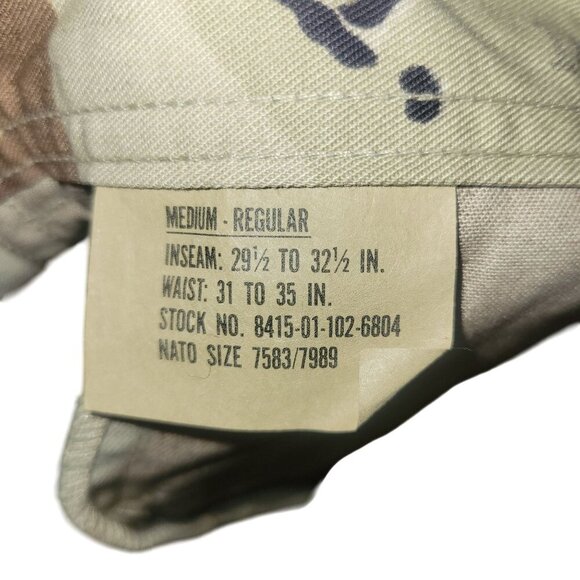 MEDIUM - REGULAR
INSEAM: 29½ TO 32½ IN.
WAIST: 31 TO 35 IN.
STOCK NO. 8415-01-102-6804
NATO SIZE 7583/7989